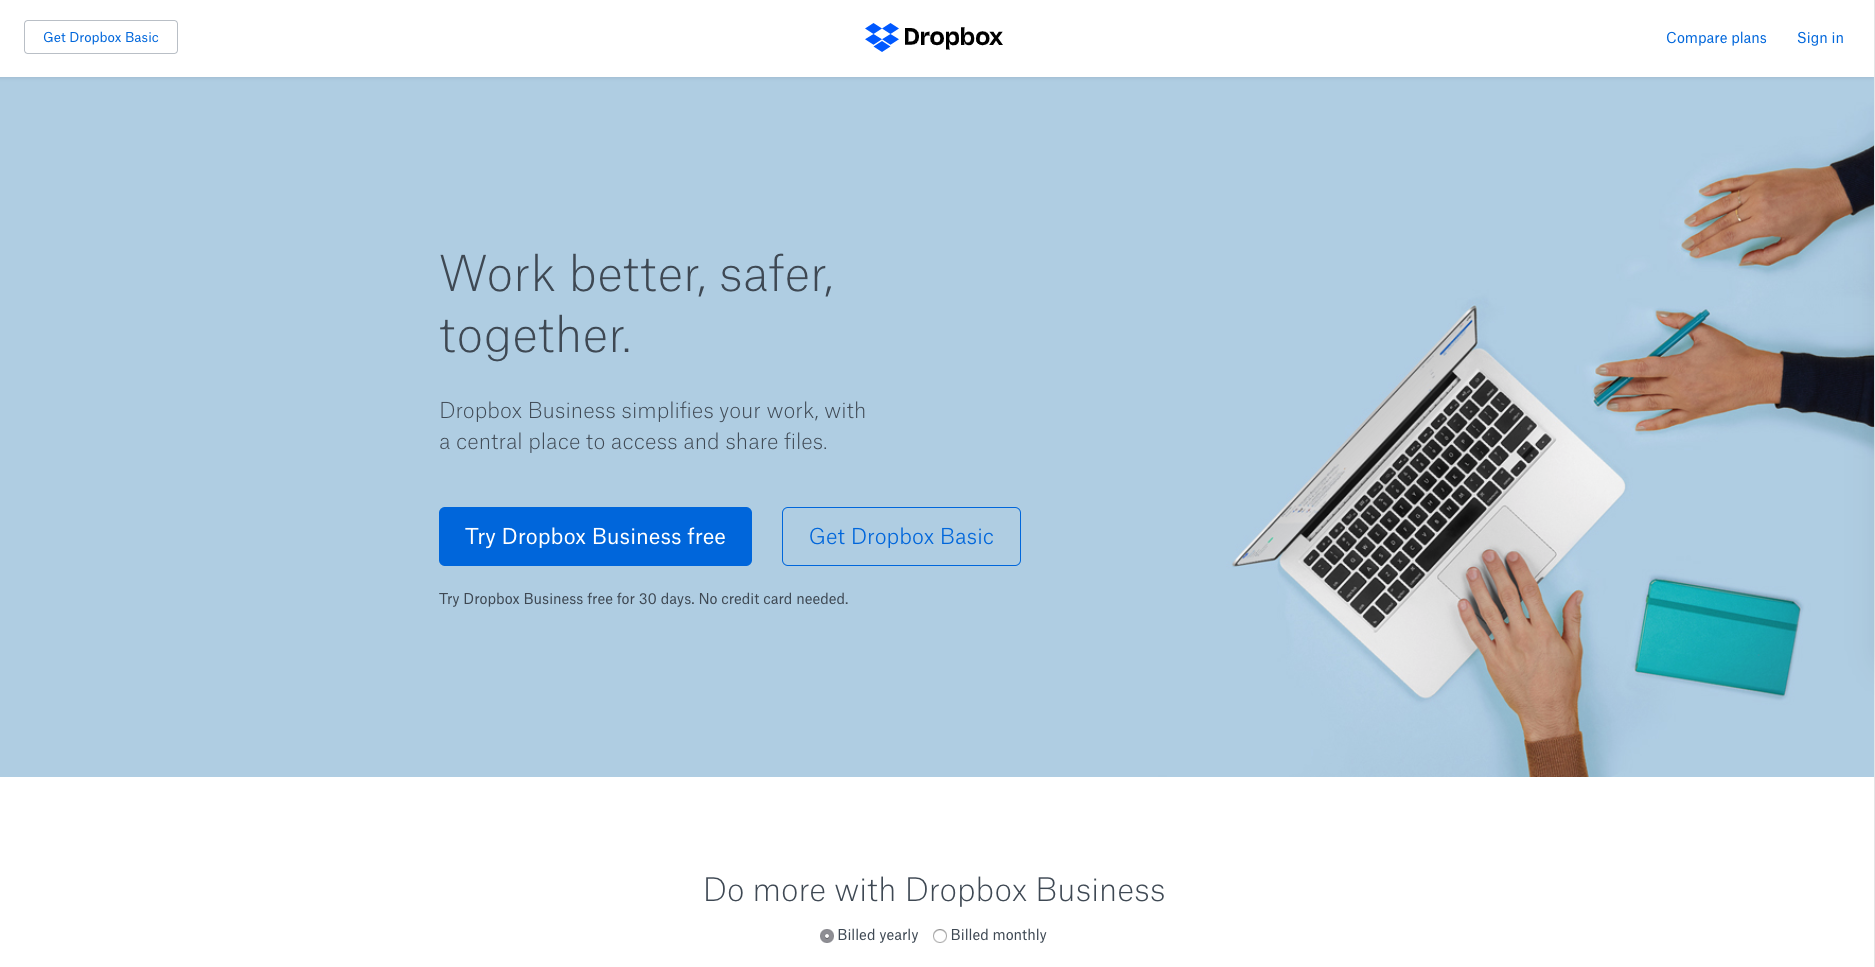 Get Dropbox Basic
Dropbox
Compare plans
Sign in
Work better, safer,
together.
Dropbox Business simplifies your work, with
a central place to access and share files.
Try Dropbox Business free
Get Dropbox Basic
Try Dropbox Business free for 30 days. No credit card needed.
Do more with Dropbox Business
Billed yearly
Billed monthly